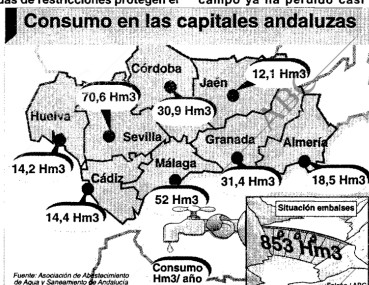 das de restricciones protegen el
campo ya ha perdido casi
Consumo en las capitales andaluzas
Córdoba
Jaén
12,1 Hm3
70,6 Hm3
30,9 Hm3
Huelva
Sevilla
Granada
Almería
14,2 Hm3
Cádiz
Málaga
31,4 Hm3
18,5 Hm3
14,4 Hm3
52 Hm3
Situación embalses
853 Hm3
Consumo
Hm3/ año
Fuente: Asociación de Abastecimiento
de Agua y Saneamiento de Andalucía
/ ABC
ABC